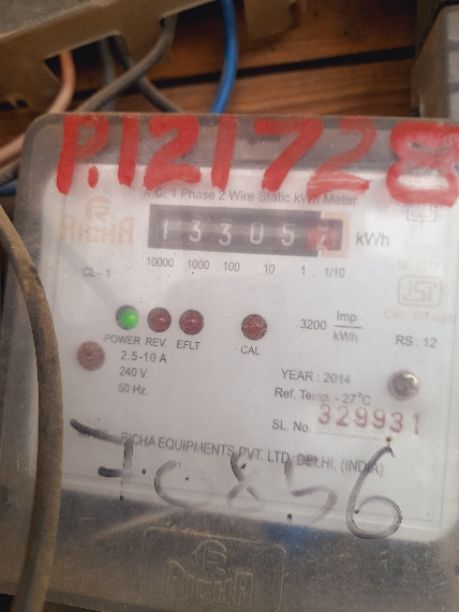 P.121728
A.C. 1 Phase 2 Wire Static kWh Meter.
RICHA
13305
kWh
10000 1000 100 10 1 . 1/10
CL - 1
3200 Imp
kWh
POWER REV. EFLT CAL
RS : 12
2.5-10 A
240 V.
50 Hz.
YEAR : 2014
Ref. Temp. - 27°C
SL. No. 329931
RICHA EQUIPMENTS PVT. LTD. DELHI, (INDIA)
70856
RICHA